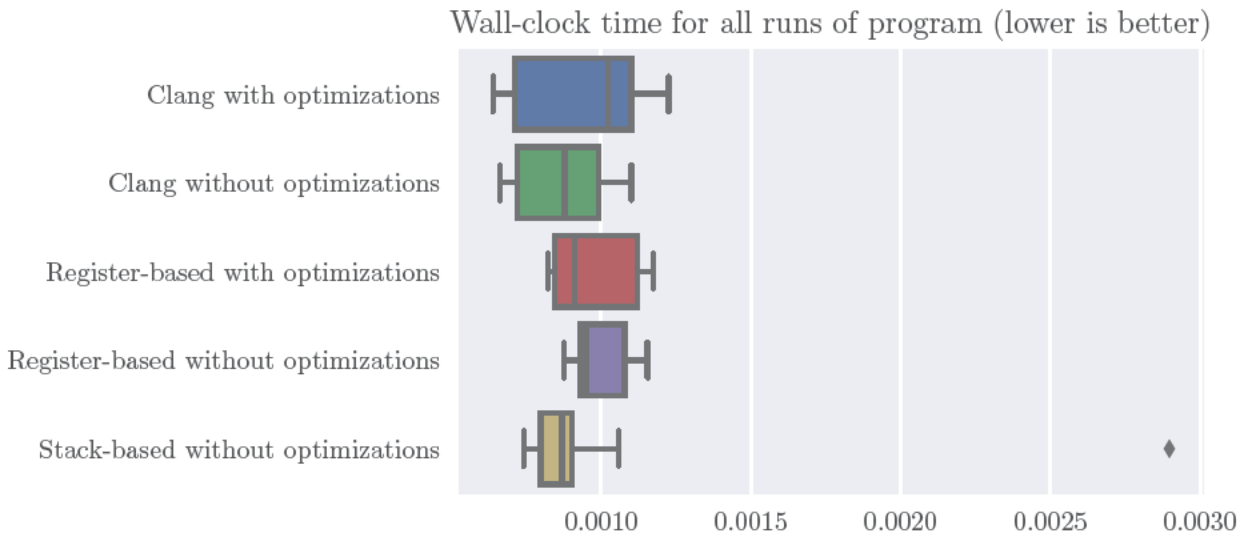 Wall-clock time for all runs of program (lower is better)
Clang with optimizations
Clang without optimizations
Register-based with optimizations
Register-based without optimizations
Stack-based without optimizations
0.0010 0.0015 0.0020 0.0025 0.0030